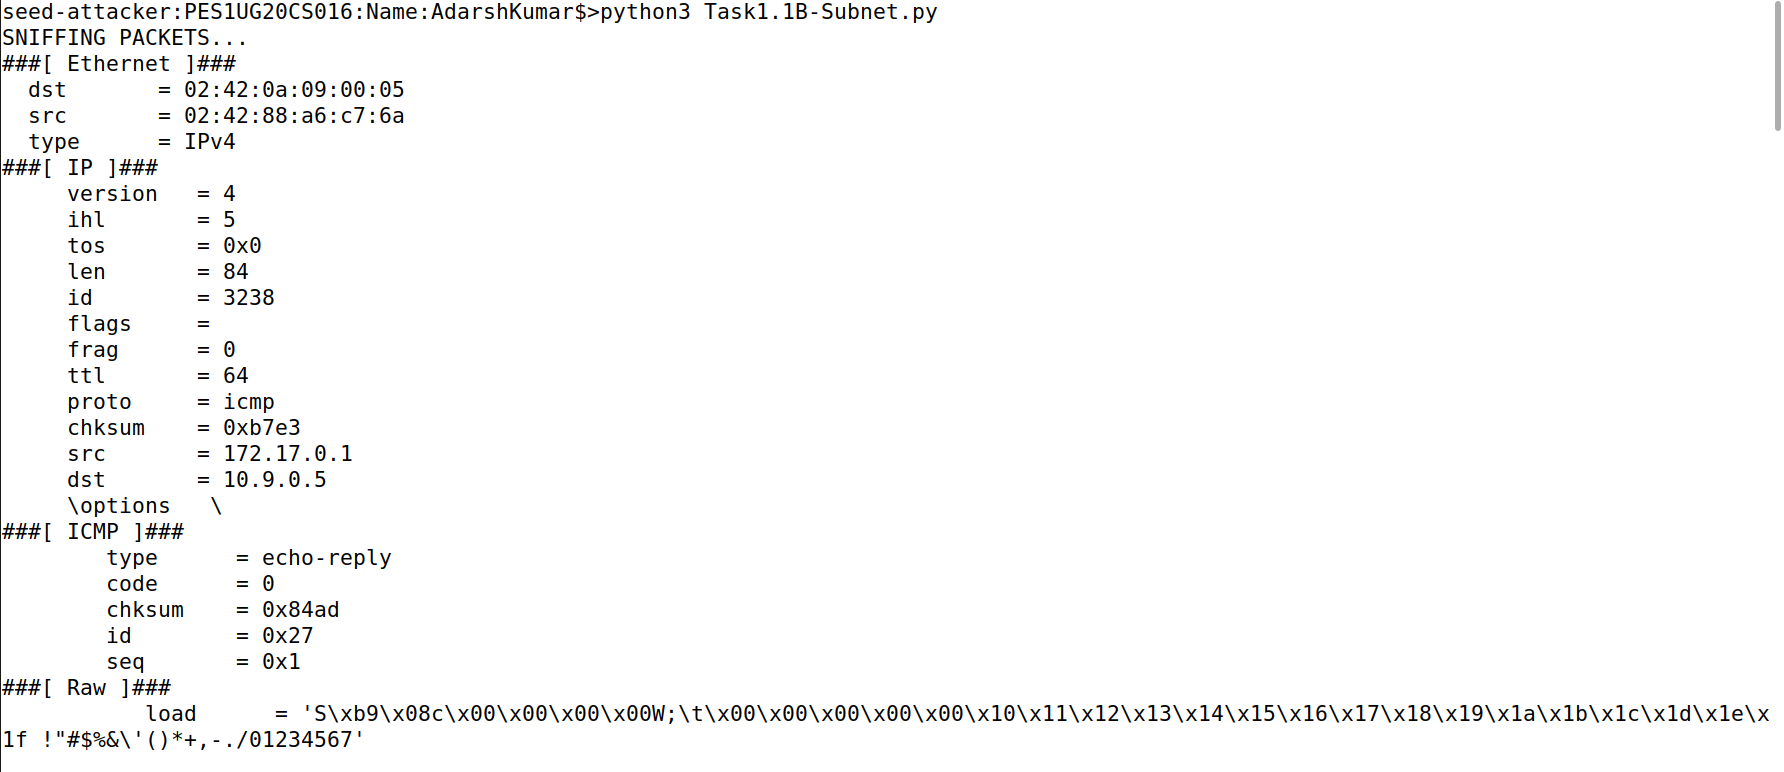 seed-attacker:PES1UG20CS016:Name:AdarshKumar$>python3 Task1.1B-Subnet.py
SNIFFING PACKETS...
###[ Ethernet ]###
  dst       = 02:42:0a:09:00:05
  src       = 02:42:88:a6:c7:6a
  type      = IPv4
###[ IP ]###
     version   = 4
     ihl       = 5
     tos       = 0x0
     len       = 84
     id        = 3238
     flags     =
     frag      = 0
     ttl       = 64
     proto     = icmp
     chksum    = 0xb7e3
     src       = 172.17.0.1
     dst       = 10.9.0.5
     \options   \
###[ ICMP ]###
        type      = echo-reply
        code      = 0
        chksum    = 0x84ad
        id        = 0x27
        seq       = 0x1
###[ Raw ]###
           load      = 'S\xb9\x08c\x00\x00\x00\x00W;\t\x00\x00\x00\x00\x00\x10\x11\x12\x13\x14\x15\x16\x17\x18\x19\x1a\x1b\x1c\x1d\x1e\x
1f !"#$%&\'()*+,-./01234567'